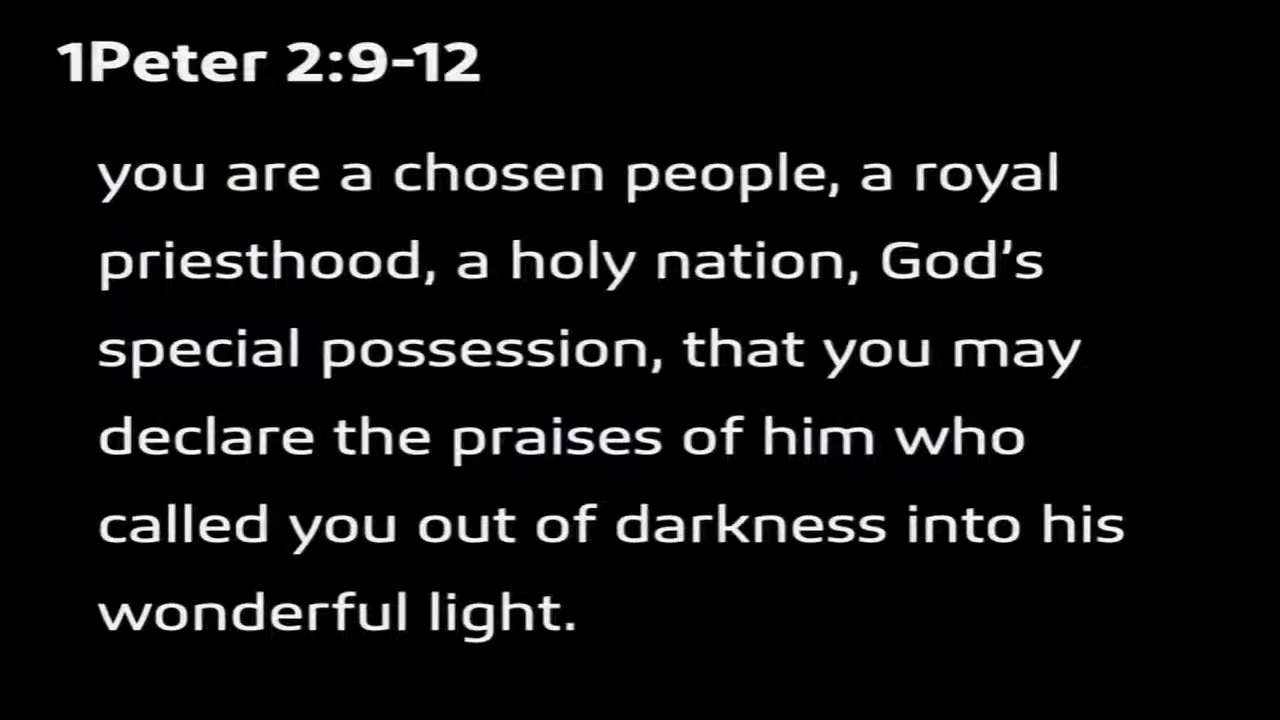 1Peter 2:9-12
you are a chosen people, a royal
priesthood, a holy nation, God's
special possession, that you may
declare the praises of him who
called you out of darkness into his
wonderful light.